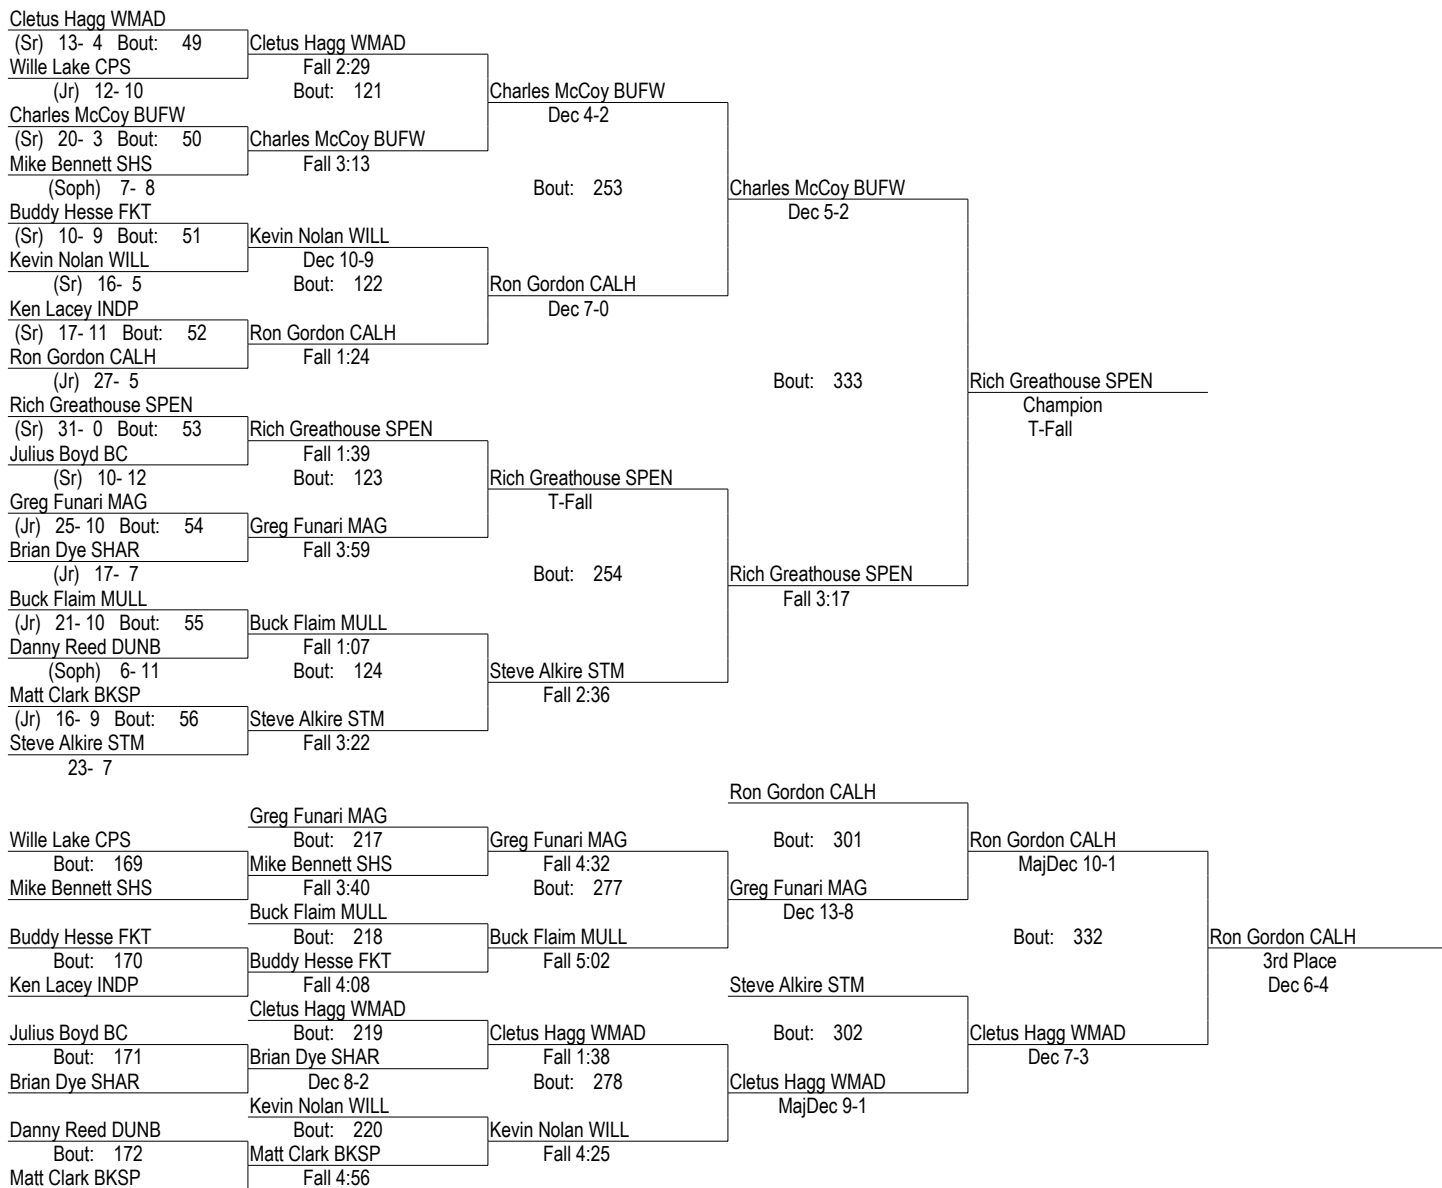 Cletus Hagg WMAD
(Sr) 13- 4 Bout: 49
Wille Lake CPS
(Jr) 12- 10
Charles McCoy BUFW
(Sr) 20- 3 Bout: 50
Mike Bennett SHS
(Soph) 7- 8
Buddy Hesse FKT
(Sr) 10- 9 Bout: 51
Kevin Nolan WILL
(Sr) 16- 5
Ken Lacey INDP
(Sr) 17- 11 Bout: 52
Ron Gordon CALH
(Jr) 27- 5
Rich Greathouse SPEN
(Sr) 31- 0 Bout: 53
Julius Boyd BC
(Sr) 10- 12
Greg Funari MAG
(Jr) 25- 10 Bout: 54
Brian Dye SHAR
(Jr) 17- 7
Buck Flaim MULL
(Jr) 21- 10 Bout: 55
Danny Reed DUNB
(Soph) 6- 11
Matt Clark BKSP
(Jr) 16- 9 Bout: 56
Steve Alkire STM
23- 7
Cletus Hagg WMAD
Fall 2:29
Bout: 121
Charles McCoy BUFW
Fall 3:13
Kevin Nolan WILL
Dec 10-9
Bout: 122
Ron Gordon CALH
Fall 1:24
Rich Greathouse SPEN
Fall 1:39
Bout: 123
Greg Funari MAG
Fall 3:59
Buck Flaim MULL
Fall 1:07
Bout: 124
Steve Alkire STM
Fall 3:22
Charles McCoy BUFW
Dec 4-2
Bout: 253
Ron Gordon CALH
Dec 7-0
Rich Greathouse SPEN
T-Fall
Bout: 254
Steve Alkire STM
Fall 2:36
Charles McCoy BUFW
Dec 5-2
Bout: 333
Rich Greathouse SPEN
Fall 3:17
Rich Greathouse SPEN
Champion
T-Fall
Wille Lake CPS
Bout: 169
Mike Bennett SHS
Buddy Hesse FKT
Bout: 170
Ken Lacey INDP
Julius Boyd BC
Bout: 171
Brian Dye SHAR
Danny Reed DUNB
Bout: 172
Matt Clark BKSP
Greg Funari MAG
Bout: 217
Mike Bennett SHS
Fall 3:40
Buck Flaim MULL
Bout: 218
Buddy Hesse FKT
Fall 4:08
Cletus Hagg WMAD
Bout: 219
Brian Dye SHAR
Dec 8-2
Kevin Nolan WILL
Bout: 220
Matt Clark BKSP
Fall 4:56
Greg Funari MAG
Fall 4:32
Bout: 277
Buck Flaim MULL
Fall 5:02
Cletus Hagg WMAD
Fall 1:38
Bout: 278
Kevin Nolan WILL
Fall 4:25
Ron Gordon CALH
Bout: 301
Greg Funari MAG
Dec 13-8
Steve Alkire STM
Bout: 302
Cletus Hagg WMAD
MajDec 9-1
Ron Gordon CALH
MajDec 10-1
Bout: 332
Cletus Hagg WMAD
Dec 7-3
Ron Gordon CALH
3rd Place
Dec 6-4